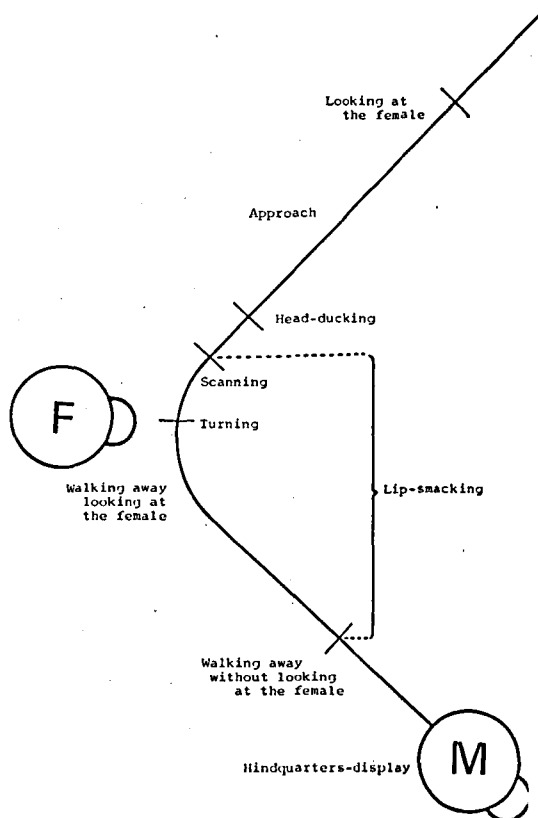 Looking at
the female
Approach
Head-ducking
Scanning
F
Turning
Walking away
looking at
the female
Lip-smacking
Walking away
without looking
at the female
Hindquarters-display
M